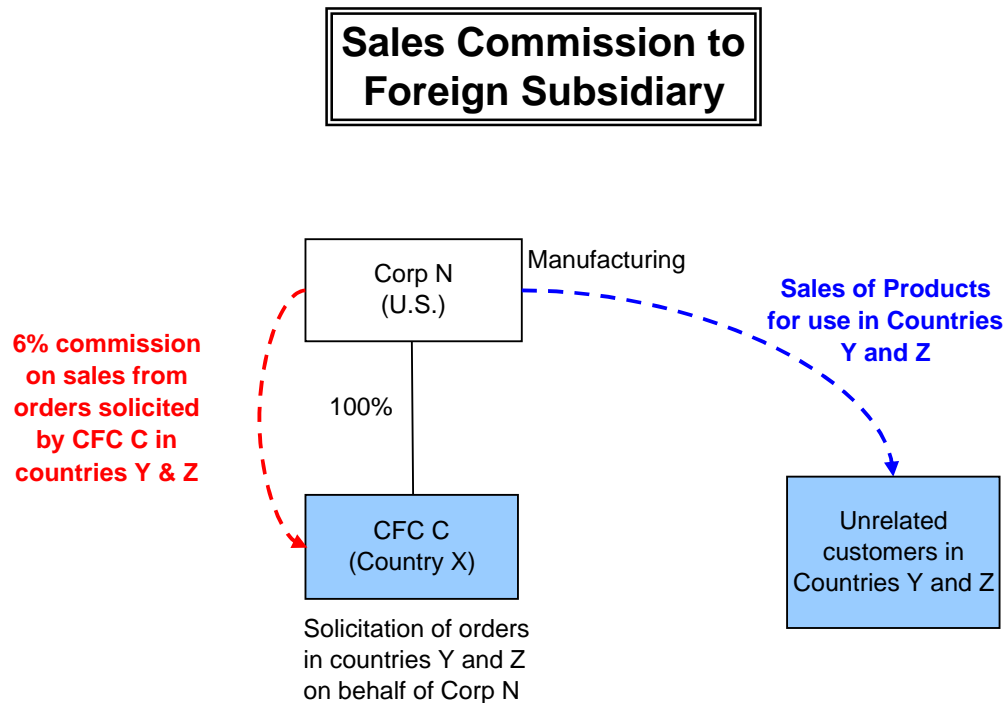 Sales Commission to
Foreign Subsidiary
Corp N
(U.S.)
Manufacturing
Sales of Products
for use in Countries
Y and Z
6% commission
on sales from
orders solicited
by CFC C in
countries Y & Z
100%
CFC C
(Country X)
Unrelated
customers in
Countries Y and Z
Solicitation of orders
in countries Y and Z
on behalf of Corp N